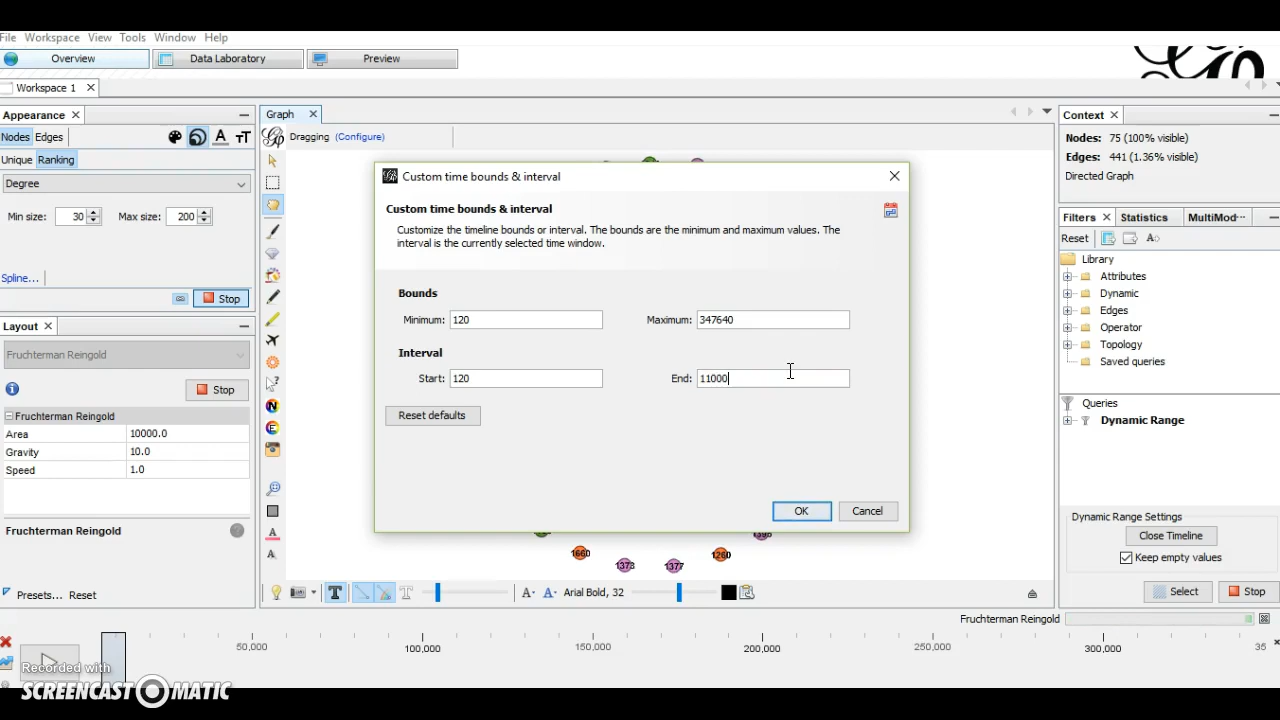 File Workspace View Tools Window Help
Overview Data Laboratory Preview
Workspace 1
Appearance
Nodes Edges
Unique Ranking
Degree
Min size: 30 Max size: 200
Spline...
Stop
Layout
Fruchterman Reingold
Stop
Fruchterman Reingold
Area 10000.0
Gravity 10.0
Speed 1.0
Fruchterman Reingold
Presets... Reset
Graph
Dragging (Configure)
Custom time bounds & interval
Custom time bounds & interval
Customize the timeline bounds or interval. The bounds are the minimum and maximum values. The
interval is the currently selected time window.
Bounds
Minimum: 120 Maximum: 347640
Interval
Start: 120 End: 11000
Reset defaults
OK Cancel
1660 1373 1377 1260
Arial Bold, 32
Context
Nodes: 75 (100% visible)
Edges: 441 (1.36% visible)
Directed Graph
Filters Statistics MultiMod...
Reset
Library
Attributes
Dynamic
Edges
Operator
Topology
Saved queries
Queries
Dynamic Range
Dynamic Range Settings
Close Timeline
Keep empty values
Select Stop
Fruchterman Reingold
50,000 100,000 150,000 200,000 250,000 300,000 35
Recorded with
SCREENCAST MATIC